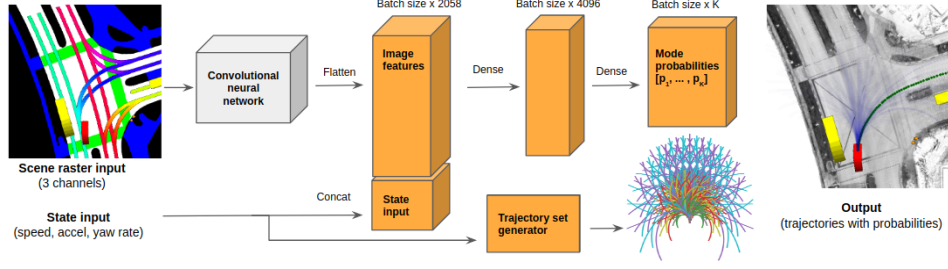 Batch size x 2058
Batch size x 4096
Batch size x K
Convolutional
neural
network
Flatten
Image
features
Dense
Dense
Mode
probabilities
[p1, ... , pK]
Scene raster input
(3 channels)
Concat
State
input
State input
(speed, accel, yaw rate)
Trajectory set
generator
Output
(trajectories with probabilities)